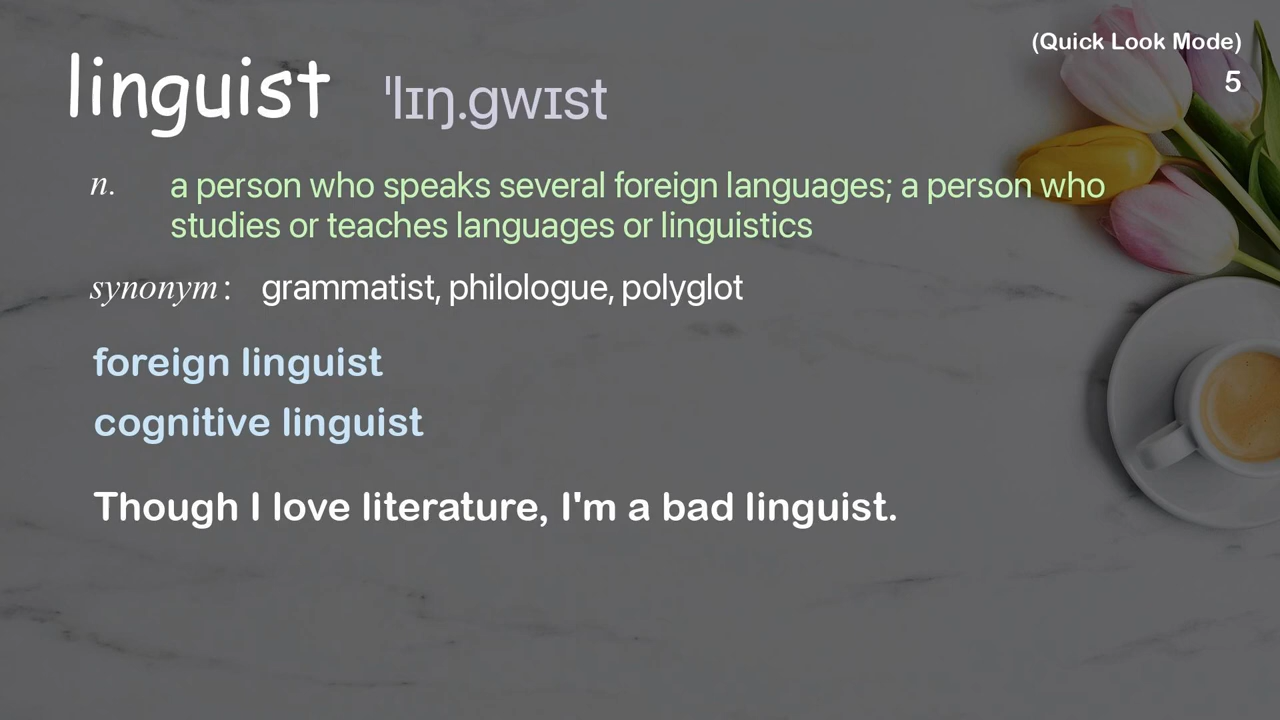 (Quick Look Mode)
5
linguist ˈlɪŋ.gwɪst
n. a person who speaks several foreign languages; a person who
studies or teaches languages or linguistics
synonym: grammatist, philologue, polyglot
foreign linguist
cognitive linguist
Though I love literature, I'm a bad linguist.